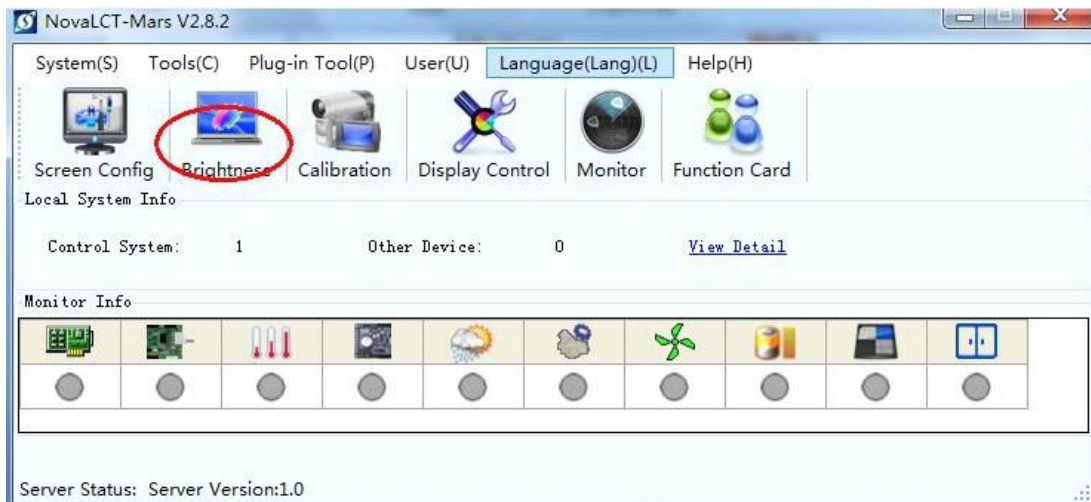 NovaLCT-Mars V2.8.2
System(S) Tools(C) Plug-in Tool(P) User(U) Language(Lang)(L) Help(H)
Screen Config Brightness Calibration Display Control Monitor Function Card
Local System Info
Control System: 1 Other Device: 0 View Detail
Monitor Info
Server Status: Server Version:1.0